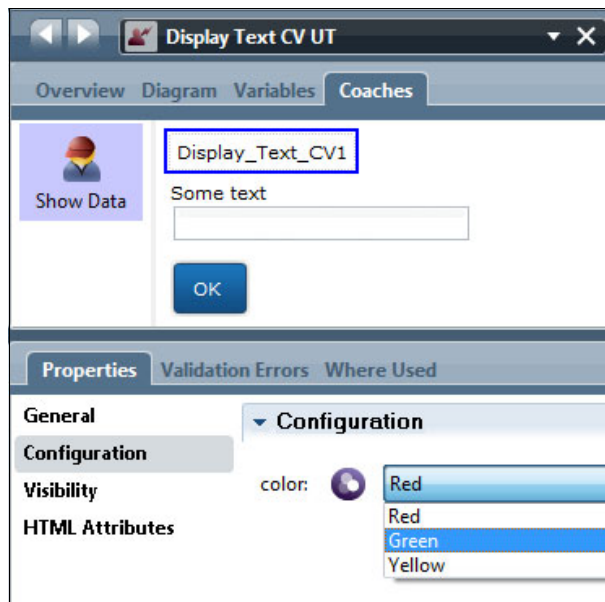 Display Text CV UT
Overview Diagram Variables Coaches
Show Data
Display_Text_CV1
Some text
OK
Properties Validation Errors Where Used
General
Configuration
Visibility
HTML Attributes
Configuration
color: Red
Red
Green
Yellow